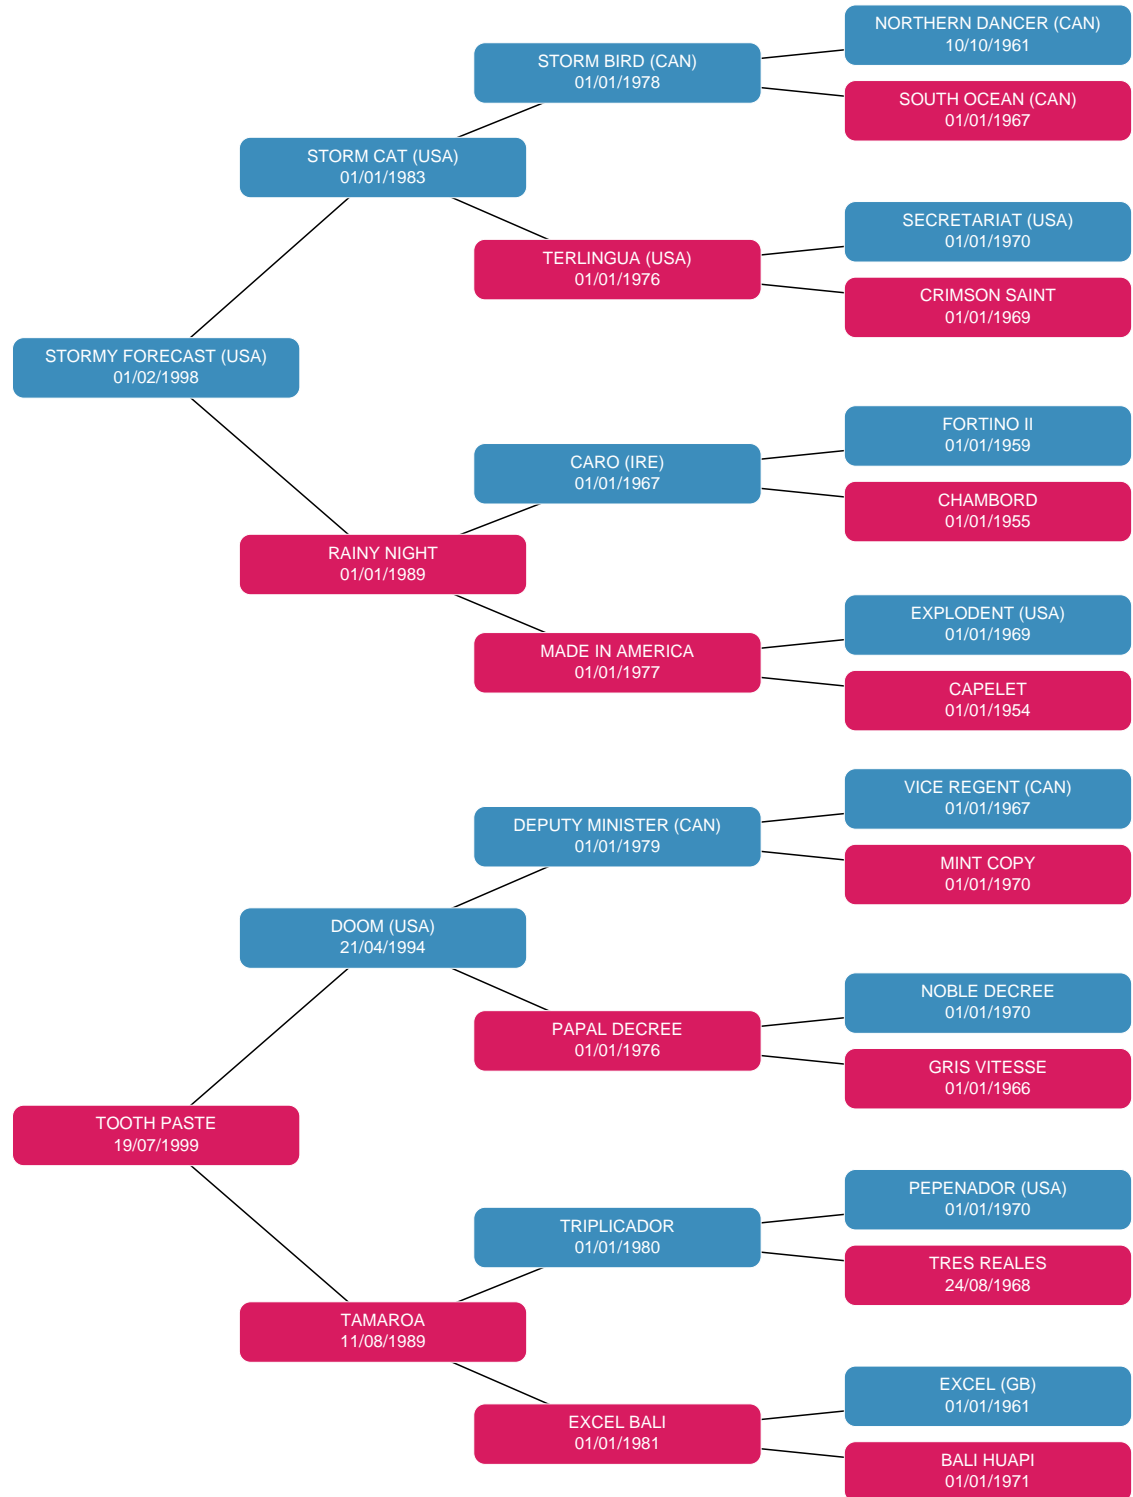 NORTHERN DANCER (CAN)
10/10/1961
STORM BIRD (CAN)
01/01/1978
SOUTH OCEAN (CAN)
01/01/1967
STORM CAT (USA)
01/01/1983
SECRETARIAT (USA)
01/01/1970
TERLINGUA (USA)
01/01/1976
CRIMSON SAINT
01/01/1969
STORMY FORECAST (USA)
01/02/1998
FORTINO II
01/01/1959
CARO (IRE)
01/01/1967
CHAMBORD
01/01/1955
RAINY NIGHT
01/01/1989
EXPLODENT (USA)
01/01/1969
MADE IN AMERICA
01/01/1977
CAPELET
01/01/1954
VICE REGENT (CAN)
01/01/1967
DEPUTY MINISTER (CAN)
01/01/1979
MINT COPY
01/01/1970
DOOM (USA)
21/04/1994
NOBLE DECREE
01/01/1970
PAPAL DECREE
01/01/1976
GRIS VITESSE
01/01/1966
TOOTH PASTE
19/07/1999
PEPENADOR (USA)
01/01/1970
TRIPLICADOR
01/01/1980
TRES REALES
24/08/1968
TAMAROA
11/08/1989
EXCEL (GB)
01/01/1961
EXCEL BALI
01/01/1981
BALI HUAPI
01/01/1971